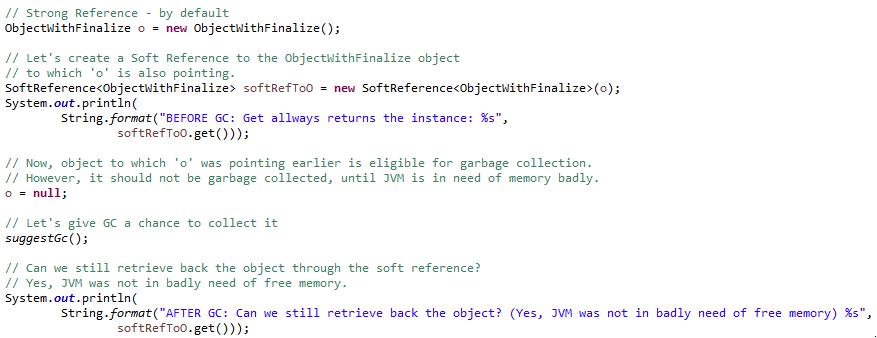 // Strong Reference - by default
ObjectWithFinalize o = new ObjectWithFinalize();

// Let's create a Soft Reference to the ObjectWithFinalize object
// to which 'o' is also pointing.
SoftReference<ObjectWithFinalize> softRefToO = new SoftReference<ObjectWithFinalize>(o);
System.out.println(
        String.format("BEFORE GC: Get allways returns the instance: %s",
                softRefToO.get()));

// Now, object to which 'o' was pointing earlier is eligible for garbage collection.
// However, it should not be garbage collected, until JVM is in need of memory badly.
o = null;

// Let's give GC a chance to collect it
suggestGc();

// Can we still retrieve back the object through the soft reference?
// Yes, JVM was not in badly need of free memory.
System.out.println(
        String.format("AFTER GC: Can we still retrieve back the object? (Yes, JVM was not in badly need of free memory) %s",
                softRefToO.get()));